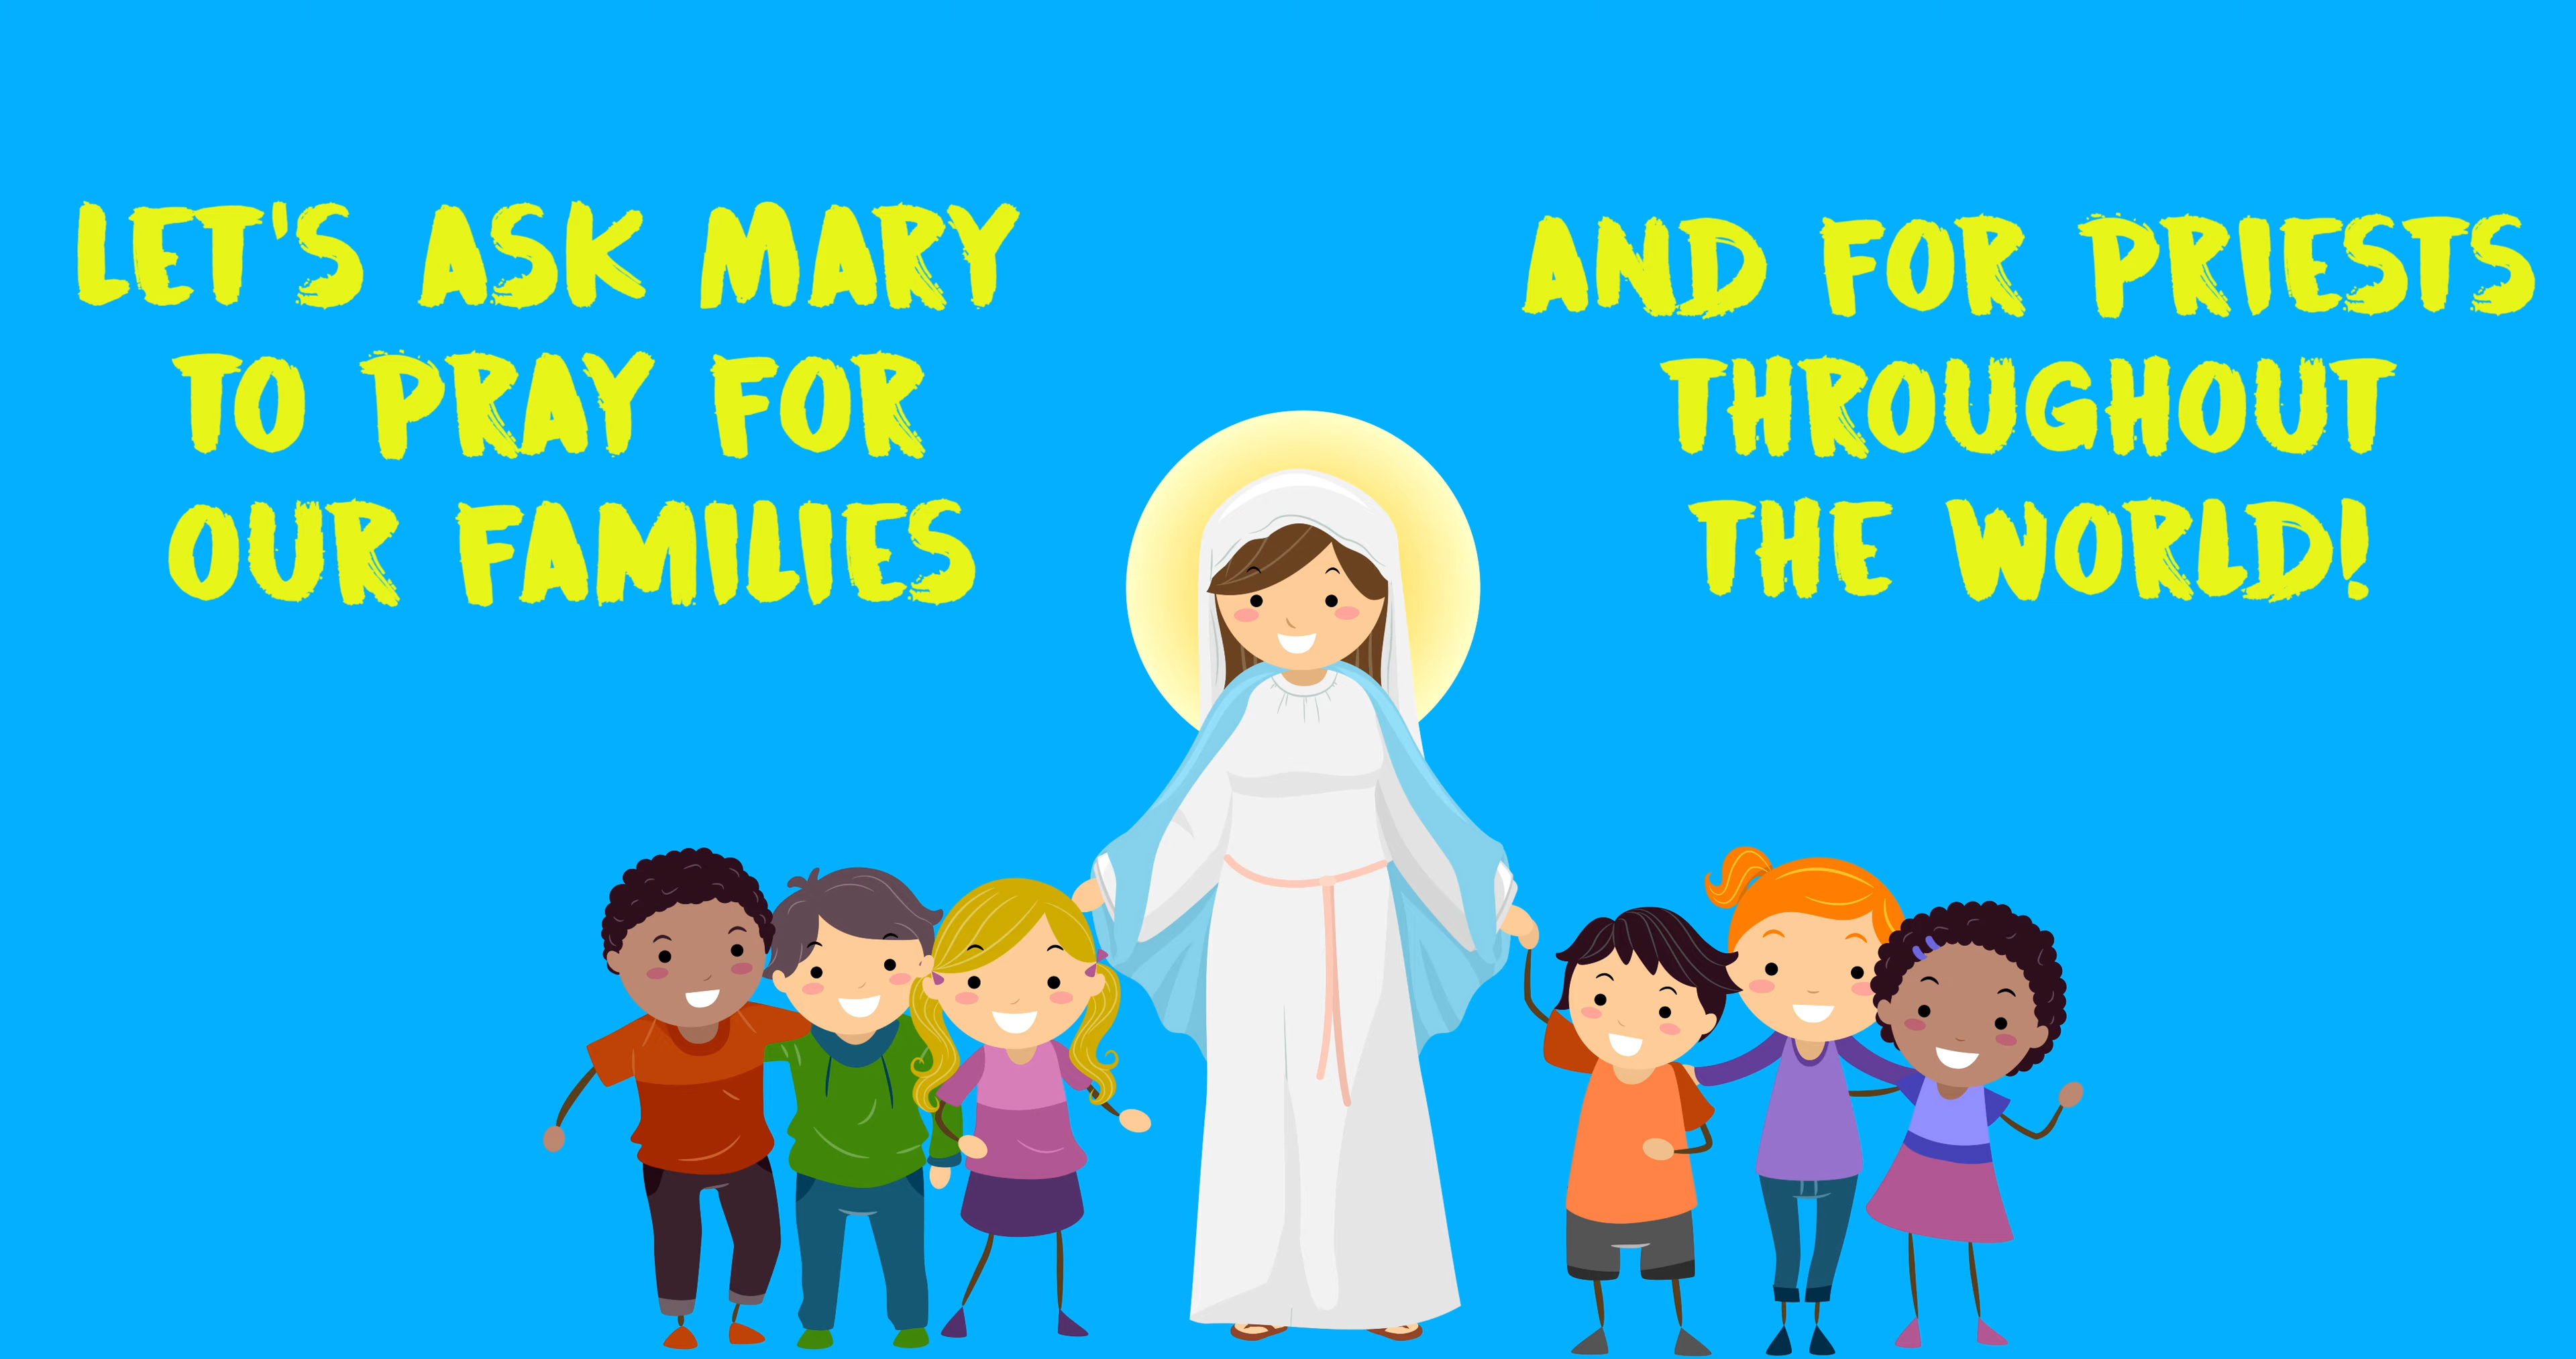 LET'S ASK MARY
TO PRAY FOR
OUR FAMILIES
AND FOR PRIESTS
THROUGHOUT
THE WORLD!